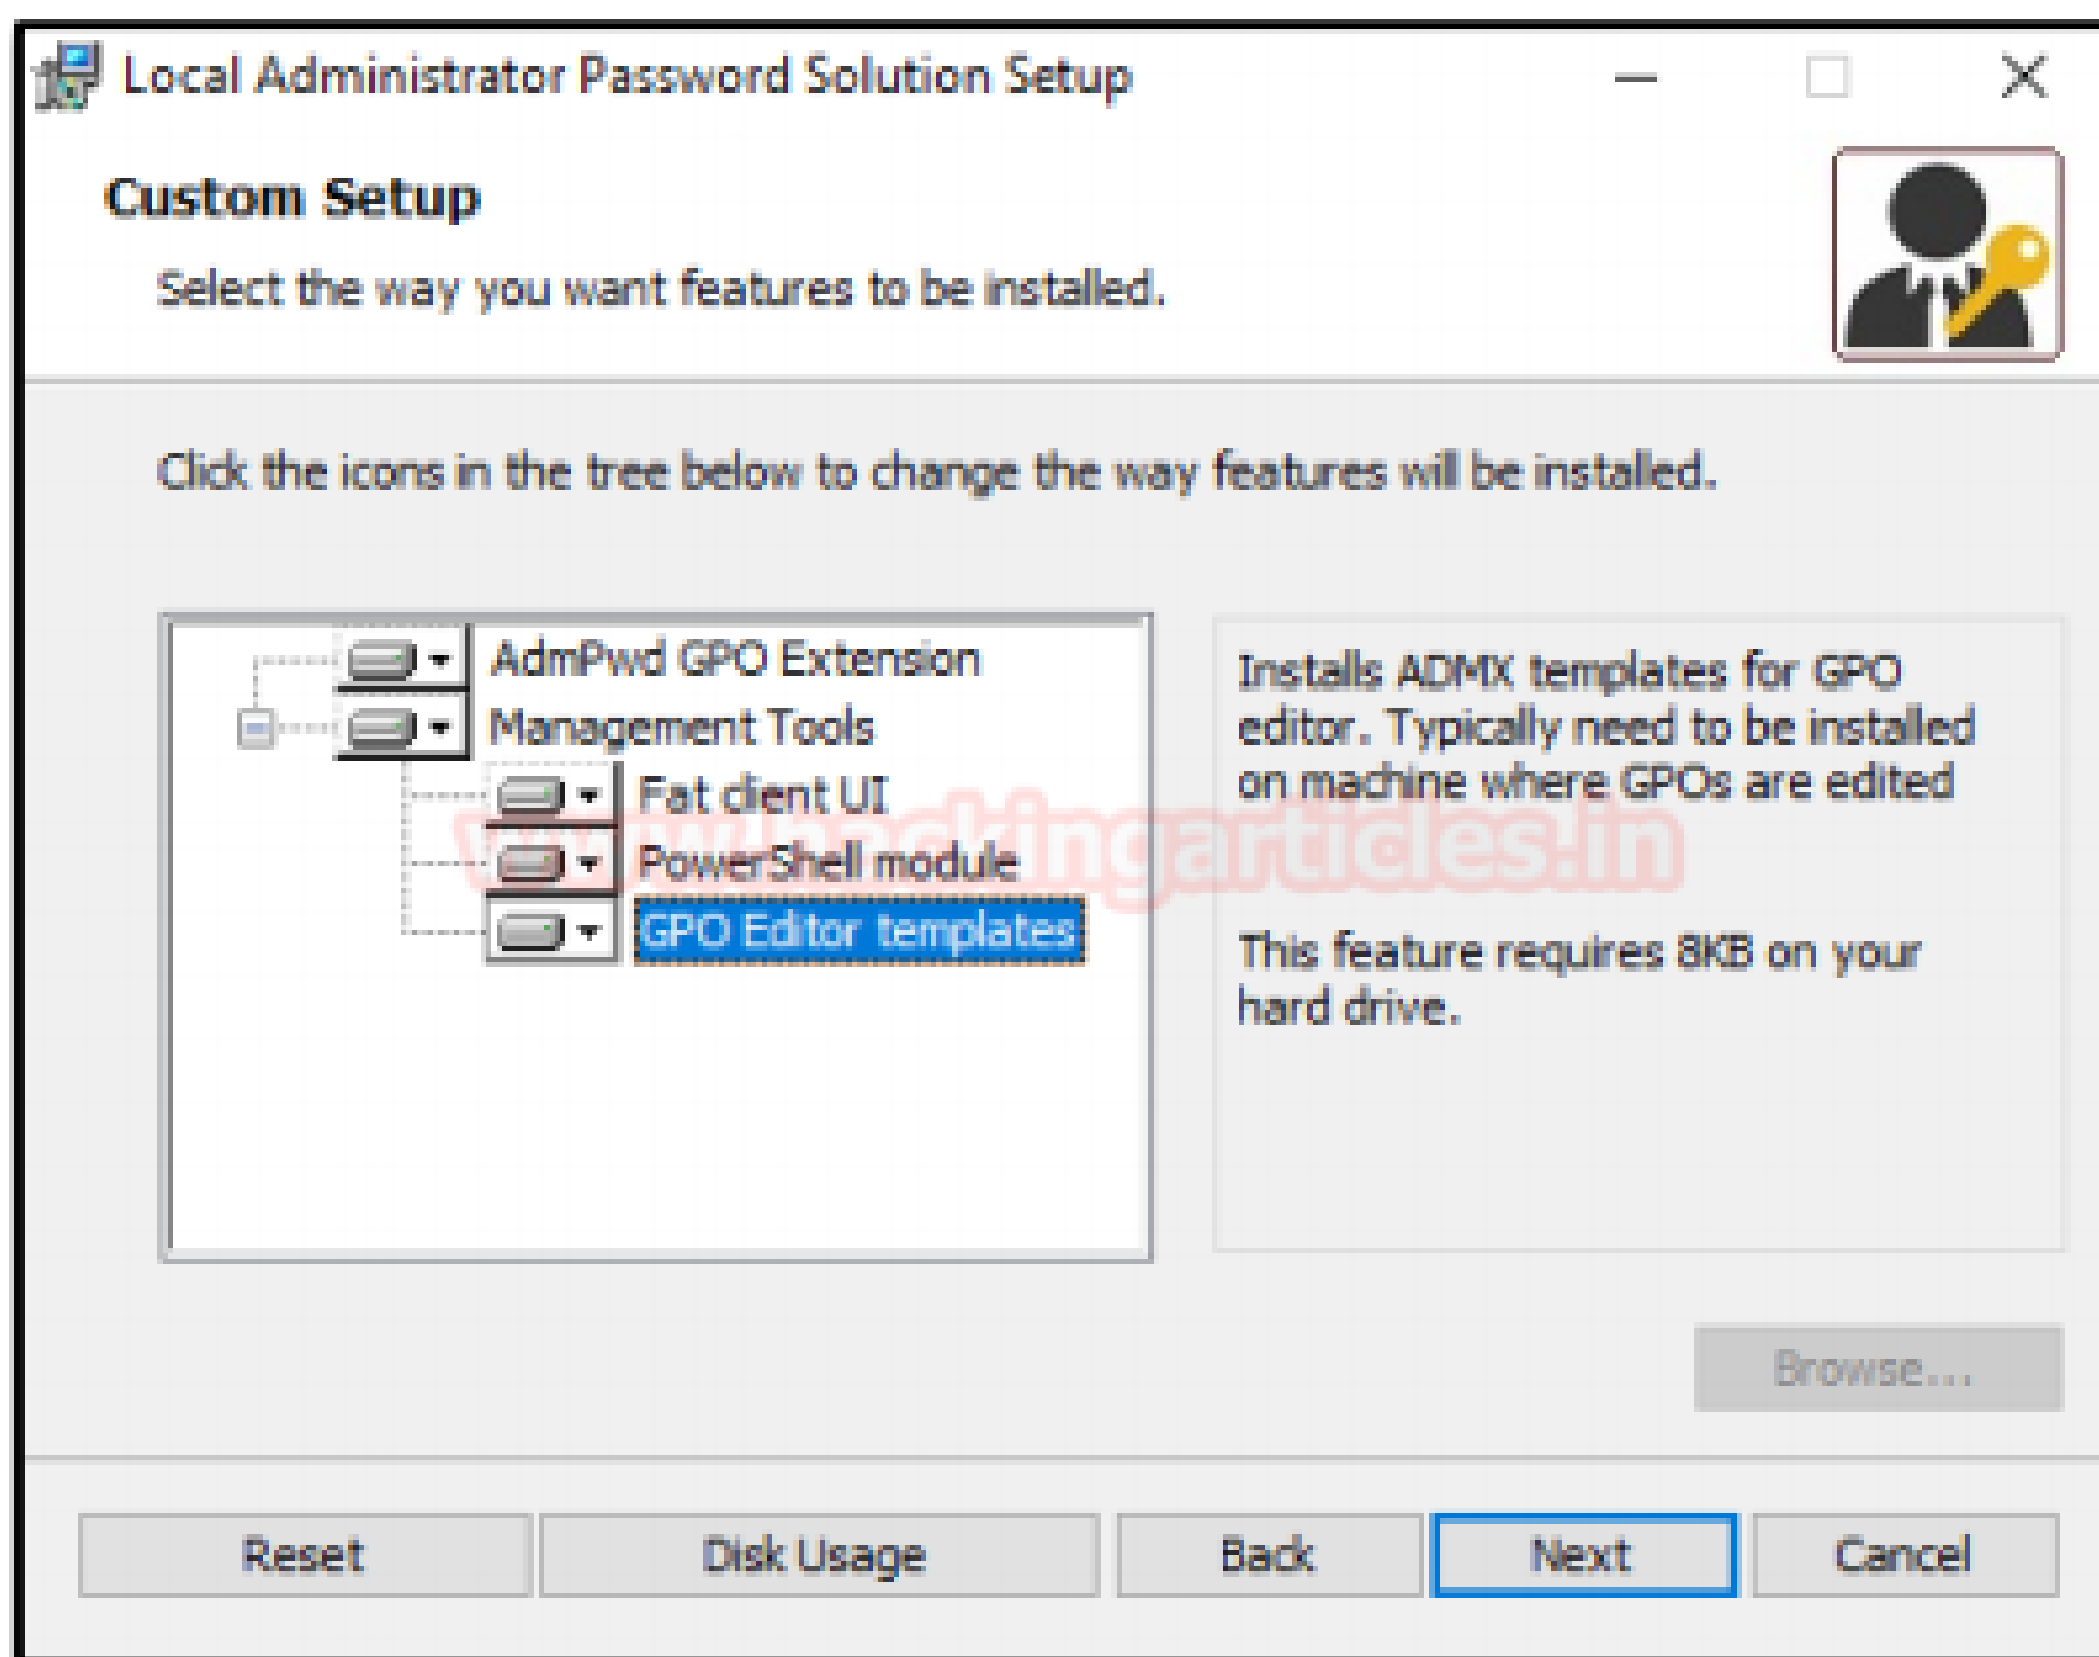 Local Administrator Password Solution Setup
Custom Setup
Select the way you want features to be installed.
Click the icons in the tree below to change the way features will be installed.
AdmPwd GPO Extension
Management Tools
Fat client UI
PowerShell module
GPO Editor templates
Installs ADMX templates for GPO
editor. Typically need to be installed
on machine where GPOs are edited
This feature requires 8KB on your
hard drive.
www.hackingarticles.in
Browse...
Reset
Disk Usage
Back
Next
Cancel